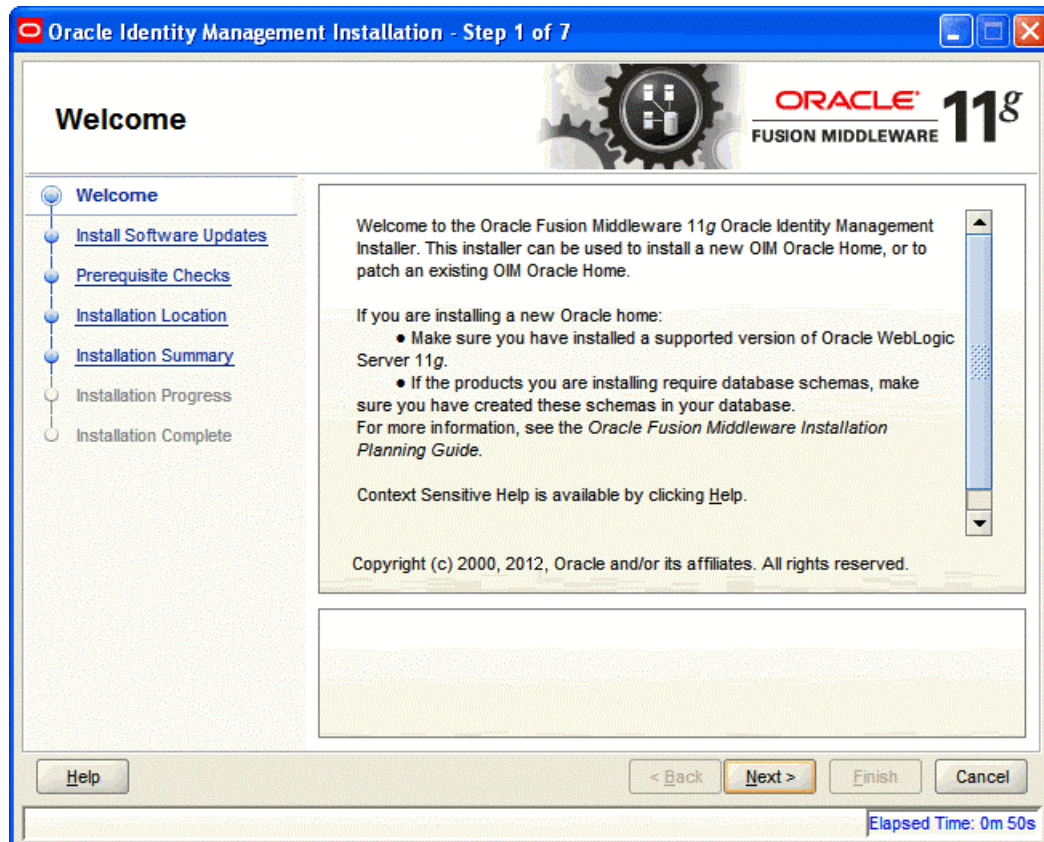 Oracle Identity Management Installation - Step 1 of 7
Welcome
ORACLE
FUSION MIDDLEWARE
11g
Welcome
Install Software Updates
Prerequisite Checks
Installation Location
Installation Summary
Installation Progress
Installation Complete
Welcome to the Oracle Fusion Middleware 11g Oracle Identity Management
Installer. This installer can be used to install a new OIM Oracle Home, or to
patch an existing OIM Oracle Home.
If you are installing a new Oracle home:
● Make sure you have installed a supported version of Oracle WebLogic
Server 11g.
● If the products you are installing require database schemas, make
sure you have created these schemas in your database.
For more information, see the Oracle Fusion Middleware Installation
Planning Guide.
Context Sensitive Help is available by clicking Help.
Copyright (c) 2000, 2012, Oracle and/or its affiliates. All rights reserved.
Help
< Back
Next >
Finish
Cancel
Elapsed Time: 0m 50s